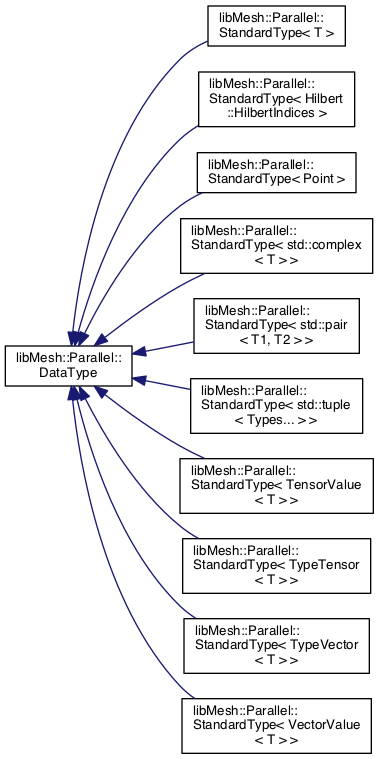 libMesh::Parallel::
StandardType< T >
libMesh::Parallel::
StandardType< Hilbert
::HilbertIndices >
libMesh::Parallel::
StandardType< Point >
libMesh::Parallel::
StandardType< std::complex
< T > >
libMesh::Parallel::
StandardType< std::pair
< T1, T2 > >
libMesh::Parallel::
DataType
libMesh::Parallel::
StandardType< std::tuple
< Types... > >
libMesh::Parallel::
StandardType< TensorValue
< T > >
libMesh::Parallel::
StandardType< TypeTensor
< T > >
libMesh::Parallel::
StandardType< TypeVector
< T > >
libMesh::Parallel::
StandardType< VectorValue
< T > >